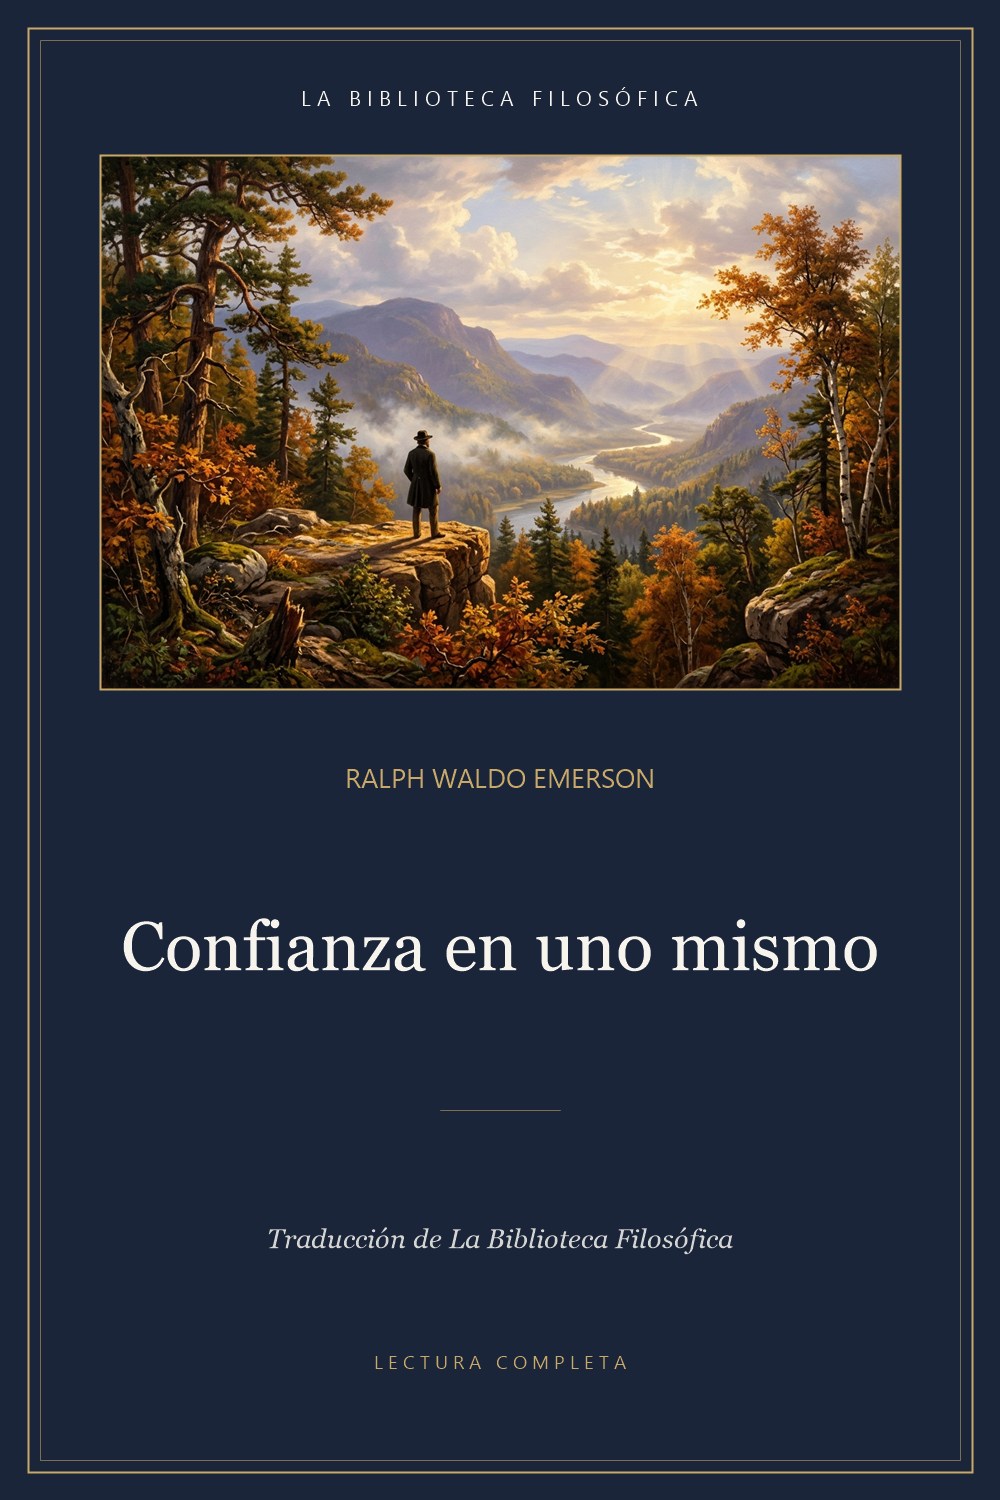 LA BIBLIOTECA FILOSÓFICA
RALPH WALDO EMERSON
Confianza en uno mismo
Traducción de La Biblioteca Filosófica
LECTURA COMPLETA